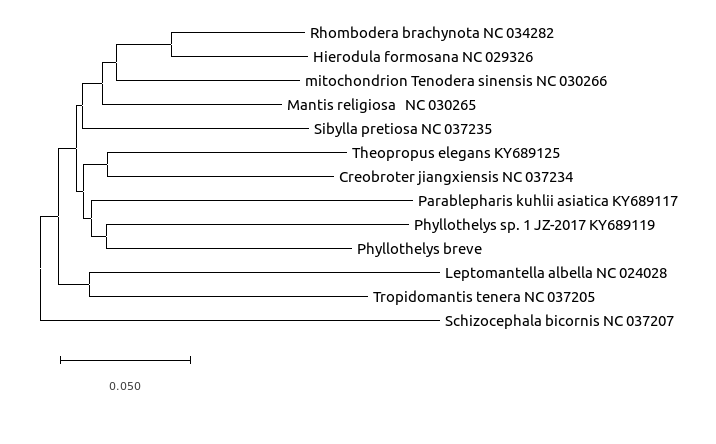 Rhombodera brachynota NC 034282
Hierodula formosana NC 029326
mitochondrion Tenodera sinensis NC 030266
Mantis religiosa  NC 030265
Sibylla pretiosa NC 037235
Theopropus elegans KY689125
Creobroter jiangxiensis NC 037234
Parablepharis kuhlii asiatica KY689117
Phyllothelys sp. 1 JZ-2017 KY689119
Phyllothelys breve
Leptomantella albella NC 024028
Tropidomantis tenera NC 037205
Schizocephala bicornis NC 037207
0.050